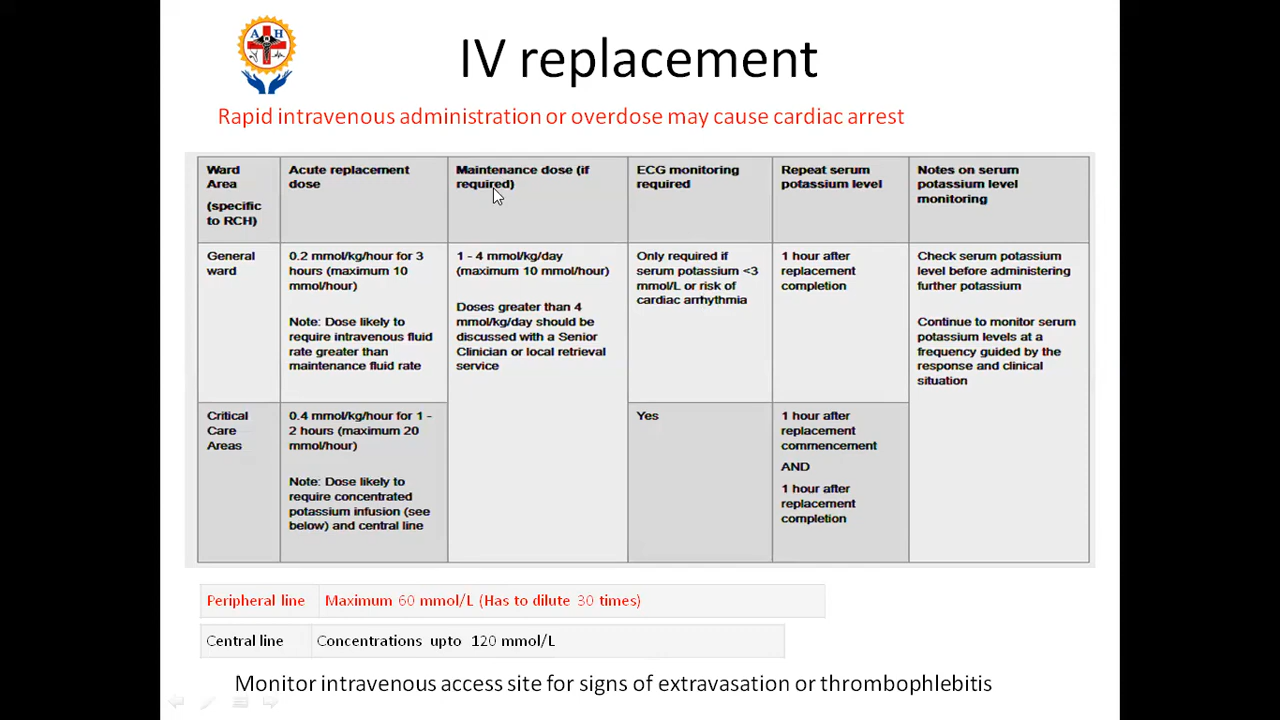 A H
IV replacement
Rapid intravenous administration or overdose may cause cardiac arrest
Ward
Area
(specific
to RCH)
Acute replacement
dose
Maintenance dose (if
required)
ECG monitoring
required
Repeat serum
potassium level
Notes on serum
potassium level
monitoring
General
ward
0.2 mmol/kg/hour for 3
hours (maximum 10
mmol/hour)
Note: Dose likely to
require intravenous fluid
rate greater than
maintenance fluid rate
1 - 4 mmol/kg/day
(maximum 10 mmol/hour)
Doses greater than 4
mmol/kg/day should be
discussed with a Senior
Clinician or local retrieval
service
Only required if
serum potassium <3
mmol/L or risk of
cardiac arrhythmia
1 hour after
replacement
completion
Check serum potassium
level before administering
further potassium
Continue to monitor serum
potassium levels at a
frequency guided by the
response and clinical
situation
Critical
Care
Areas
0.4 mmol/kg/hour for 1 -
2 hours (maximum 20
mmol/hour)
Note: Dose likely to
require concentrated
potassium infusion (see
below) and central line
Yes
1 hour after
replacement
commencement
AND
1 hour after
replacement
completion
Peripheral line Maximum 60 mmol/L (Has to dilute 30 times)
Central line Concentrations upto 120 mmol/L
Monitor intravenous access site for signs of extravasation or thrombophlebitis